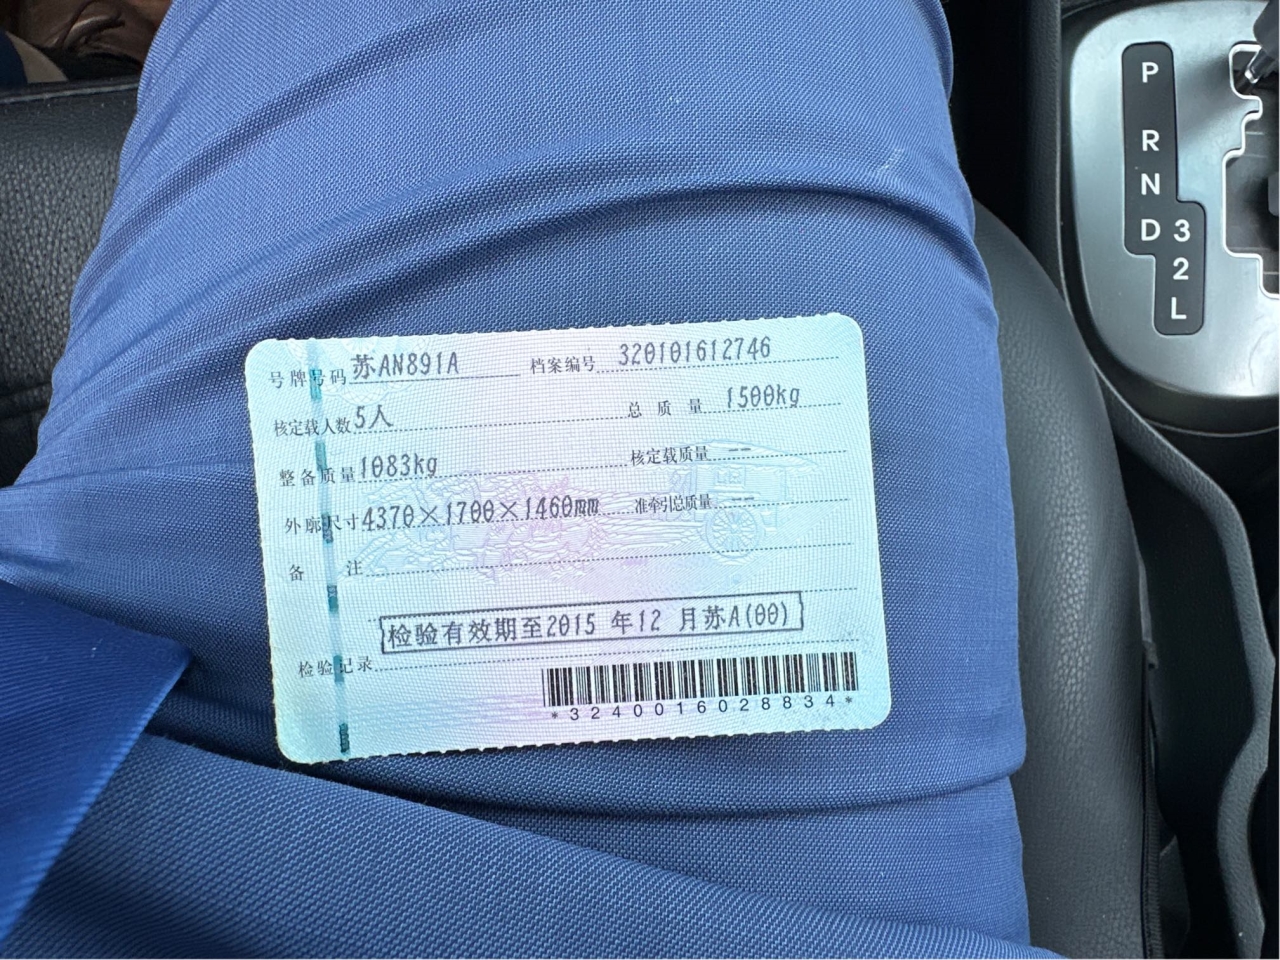 P
R
N
D 3
2
L
号牌号码 苏AN891A 档案编号 320101612746
核定载人数 5人 总质量 1500kg
整备质量 1083kg 核定载质量 --
外廓尺寸 4370×1700×1460mm 准牵引总质量 --
备注
检验有效期至2015 年12 月苏A(00)
检验记录
*3240016028834*